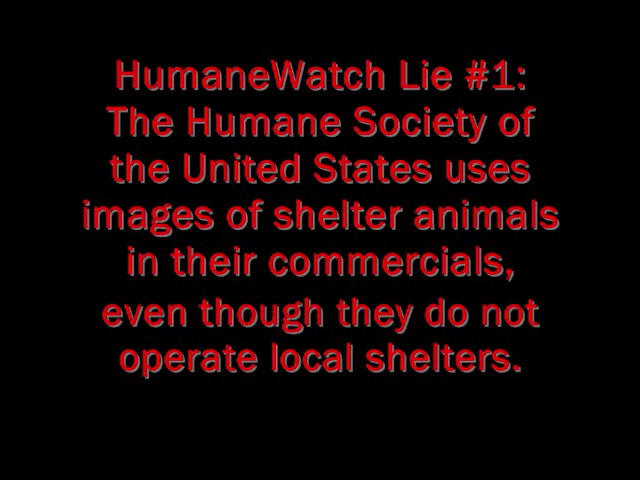 HumaneWatch Lie #1:
The Humane Society of
the United States uses
images of shelter animals
in their commercials,
even though they do not
operate local shelters.